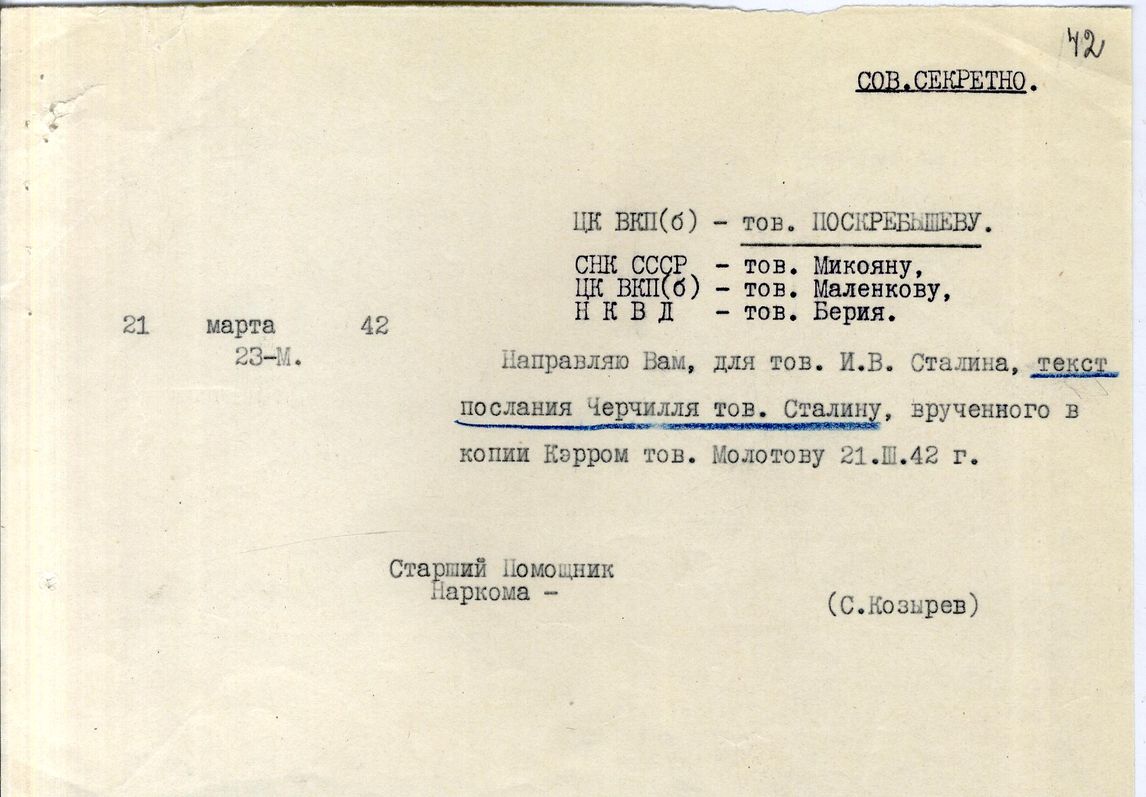 42
СОВ.СЕКРЕТНО.
ЦК ВКП(б) - тов. ПОСКРЕБЫШЕВУ.
СНК СССР - тов. Микояну,
ЦК ВКП(б) - тов. Маленкову,
Н К В Д - тов. Берия.
21 марта 42
23-М.
Направляю Вам, для тов. И.В. Сталина, текст
послания Черчилля тов. Сталину, врученного в
копии Кэрром тов. Молотову 21.III.42 г.
Старший Помощник
Наркома -
(С.Козырев)